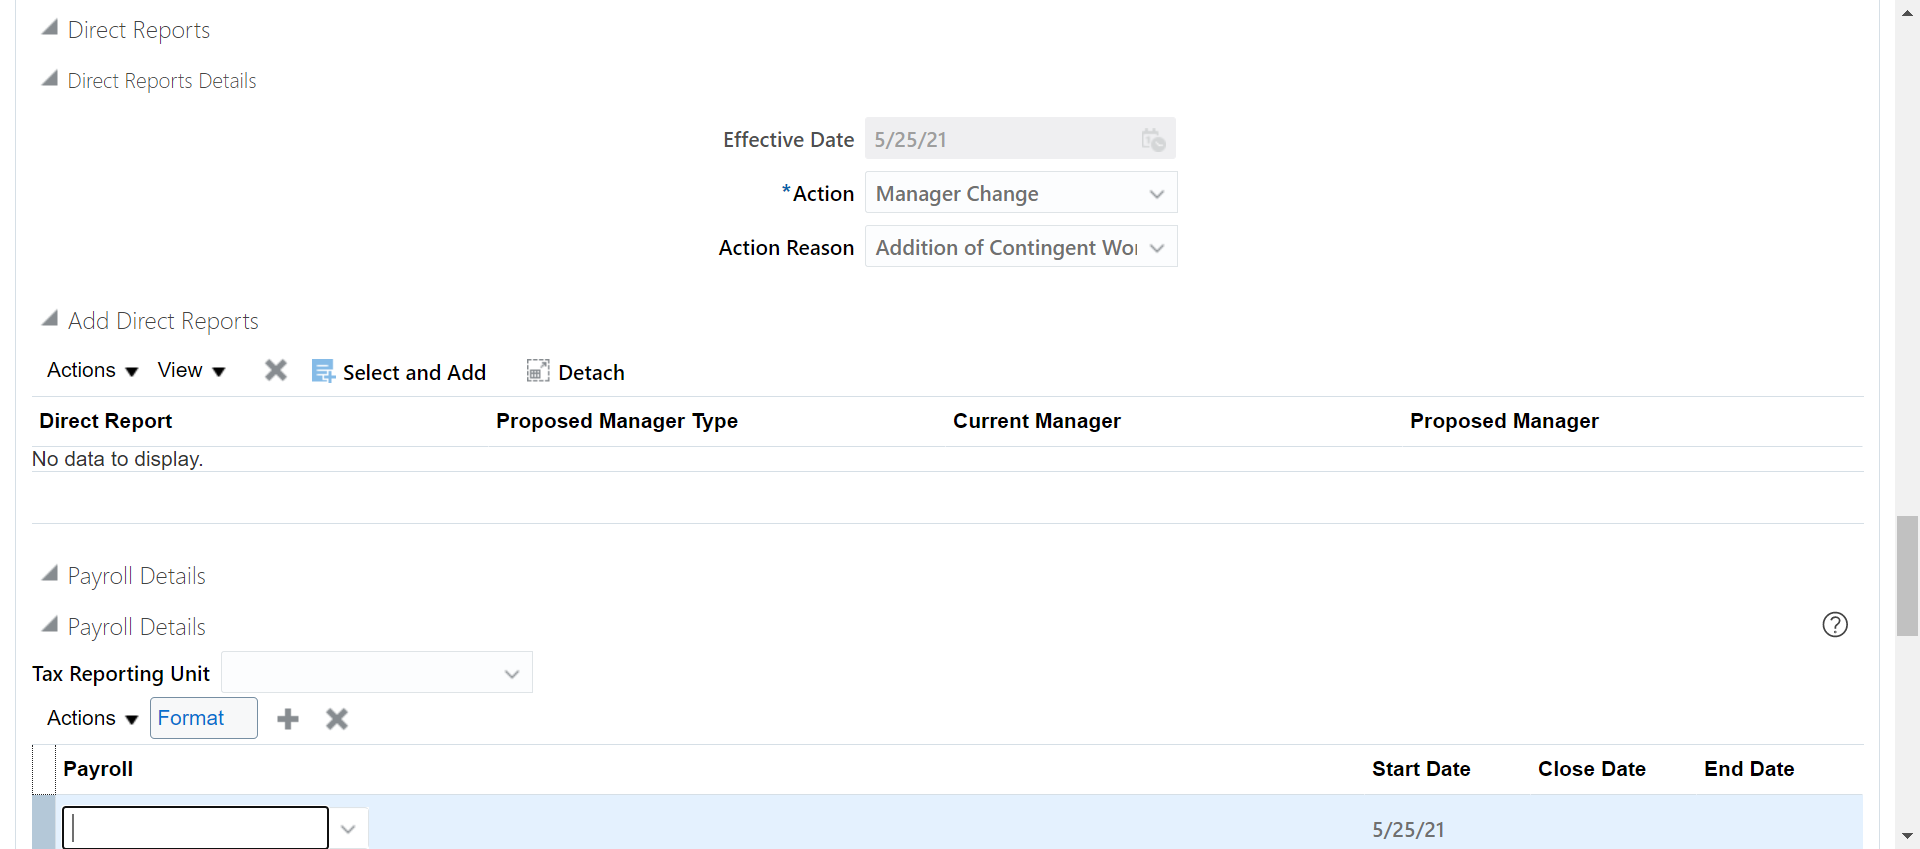 Direct Reports
Direct Reports Details
Effective Date 5/25/21
*Action Manager Change
Action Reason Addition of Contingent Wor
Add Direct Reports
Actions View Select and Add Detach
Direct Report Proposed Manager Type Current Manager Proposed Manager
No data to display.
Payroll Details
Payroll Details
Tax Reporting Unit
Actions Format
Payroll Start Date Close Date End Date
5/25/21